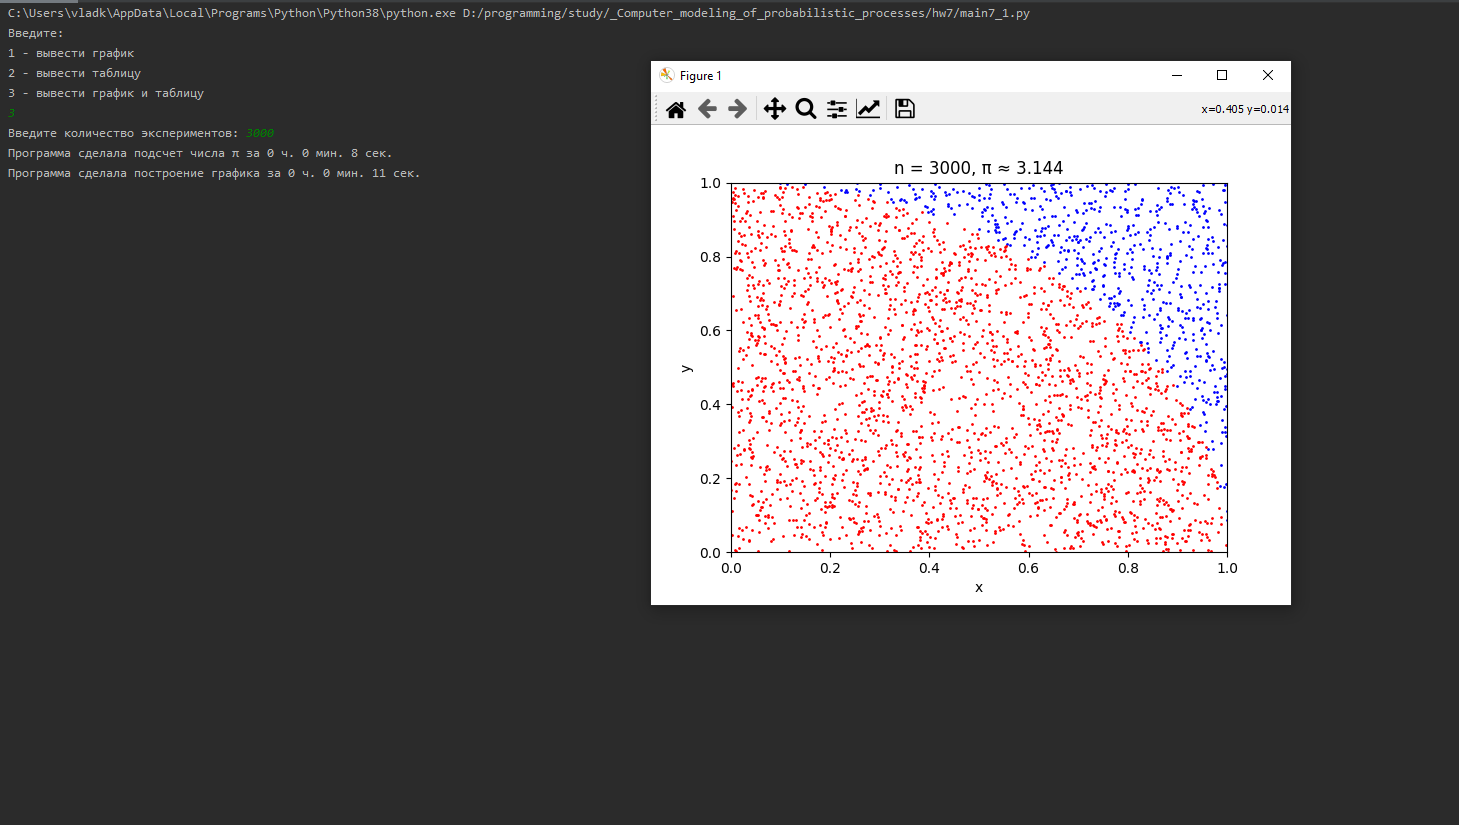 C:\Users\vladk\AppData\Local\Programs\Python\Python38\python.exe D:/programming/study/_Computer_modeling_of_probabilistic_processes/hw7/main7_1.py
Введите:
1 - вывести график
2 - вывести таблицу
3 - вывести график и таблицу
3
Введите количество экспериментов: 3000
Программа сделала подсчет числа π за 0 ч. 0 мин. 8 сек.
Программа сделала построение графика за 0 ч. 0 мин. 11 сек.
Figure 1
x=0.405 y=0.014
n = 3000, π ≈ 3.144
1.0
0.8
0.6
y
0.4
0.2
0.0
0.0 0.2 0.4 0.6 0.8 1.0
x